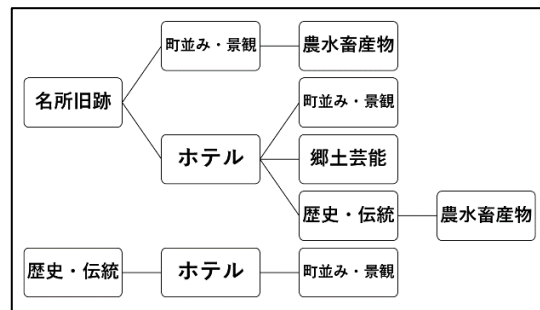 町並み・景観
農水畜産物
名所旧跡
町並み・景観
ホテル
郷土芸能
歴史・伝統
農水畜産物
歴史・伝統
ホテル
町並み・景観